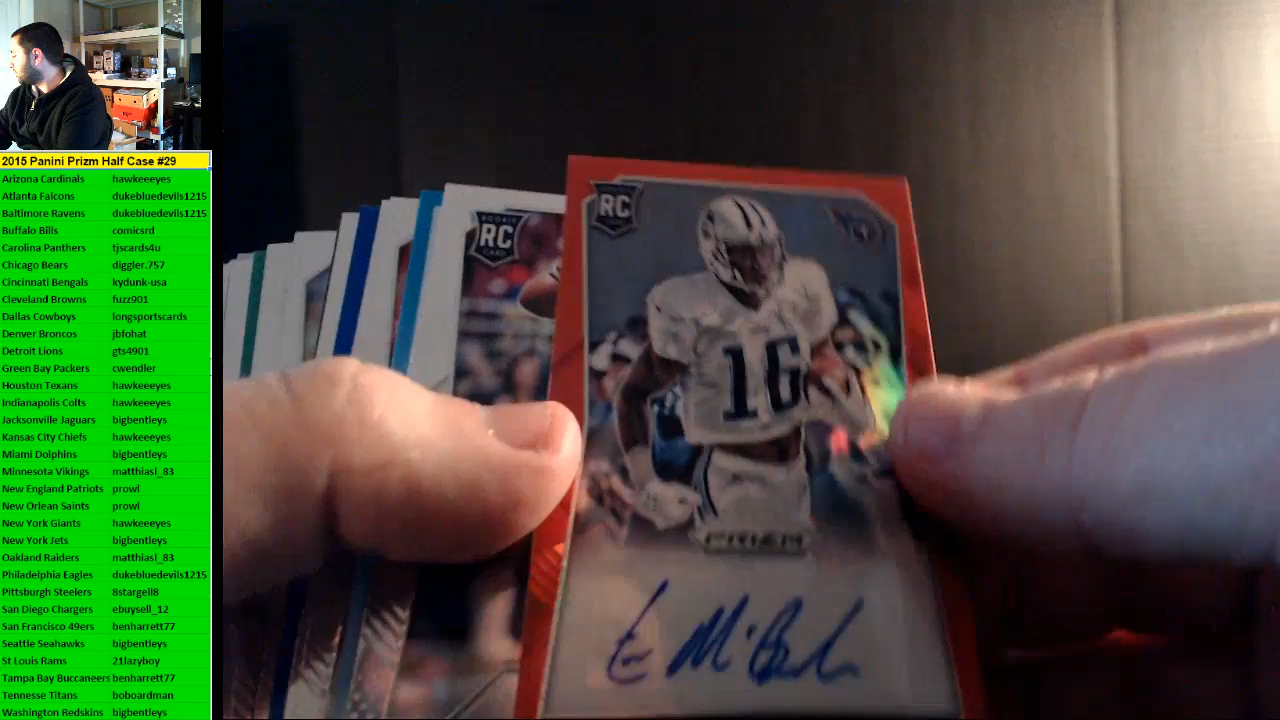 2015 Panini Prizm Half Case #29
Arizona Cardinals hawkeeeyes
Atlanta Falcons dukebluedevils1215
Baltimore Ravens dukebluedevils1215
Buffalo Bills comicsrd
Carolina Panthers tjscards4u
Chicago Bears diggler.757
Cincinnati Bengals kydunk-usa
Cleveland Browns fuzz901
Dallas Cowboys longsportscards
Denver Broncos jbfohat
Detroit Lions gts4901
Green Bay Packers cwendler
Houston Texans hawkeeeyes
Indianapolis Colts hawkeeeyes
Jacksonville Jaguars bigbentleys
Kansas City Chiefs hawkeeeyes
Miami Dolphins bigbentleys
Minnesota Vikings matthiasl_83
New England Patriots prowl
New Orlean Saints prowl
New York Giants hawkeeeyes
New York Jets bigbentleys
Oakland Raiders matthiasl_83
Philadelphia Eagles dukebluedevils1215
Pittsburgh Steelers 8stargell8
San Diego Chargers ebuysell_12
San Francisco 49ers benharrett77
Seattle Seahawks bigbentleys
St Louis Rams 21lazyboy
Tampa Bay Buccaneers benharrett77
Tennesse Titans boboardman
Washington Redskins bigbentleys
ROOKIE
RC
CARD
RC
16
PRIZM